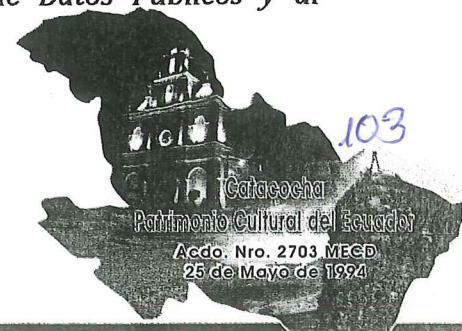 de Datos Públicos y al
103
Catacocha
Patrimonio Cultural del Ecuador
Acdo. Nro. 2703 MECD
25 de Mayo de 1994